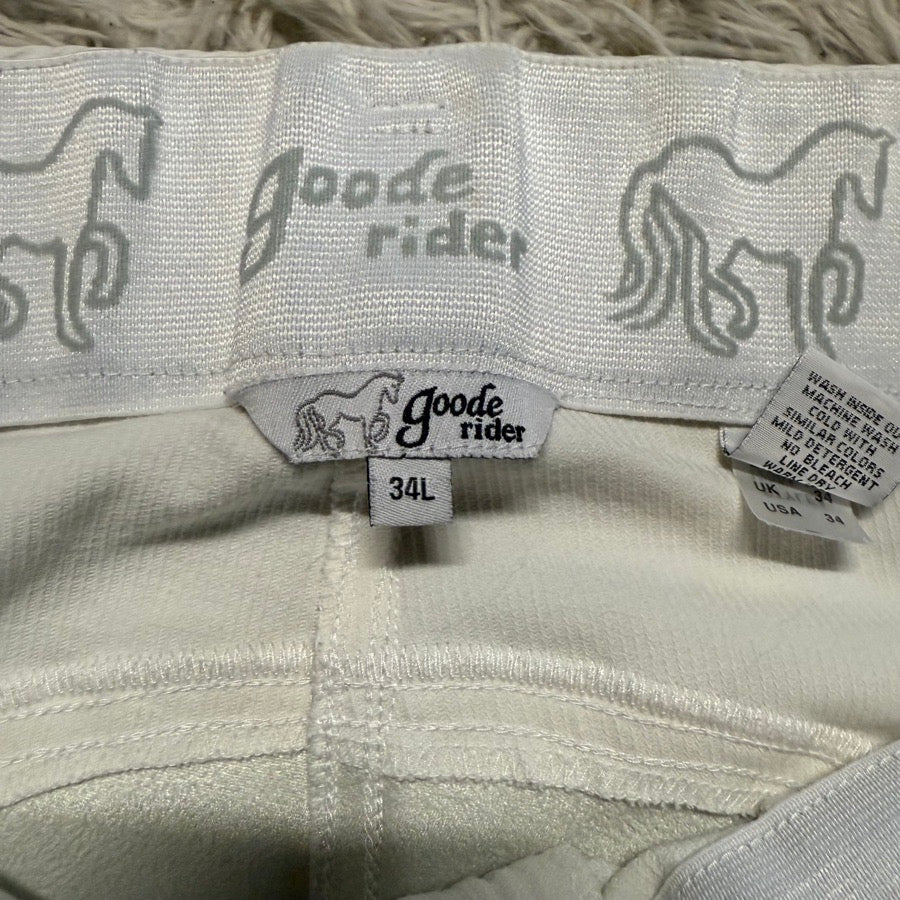 goode
rider
goode
rider
34L
WASH INSIDE OU
MACHINE WASH
COLD WITH
SIMILAR COLORS
MILD DETERGENT
NO BLEACH
LINE DRY
UK 34
USA 34